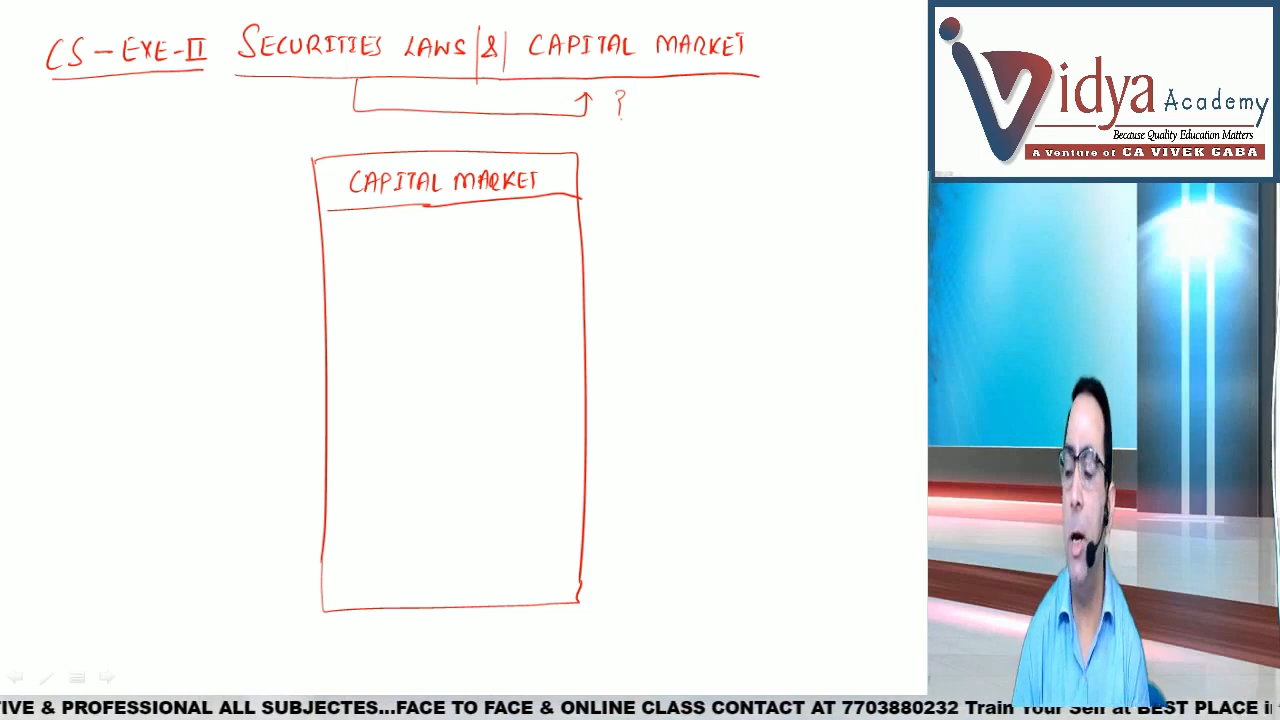 CS-EXE-II SECURITIES LAWS & CAPITAL MARKET
?
CAPITAL MARKET
Vidya Academy
Because Quality Education Matters
A Venture of CA VIVEK GABA
TIVE & PROFESSIONAL ALL SUBJECTES...FACE TO FACE & ONLINE CLASS CONTACT AT 7703880232 Train Your Self at BEST PLACE i